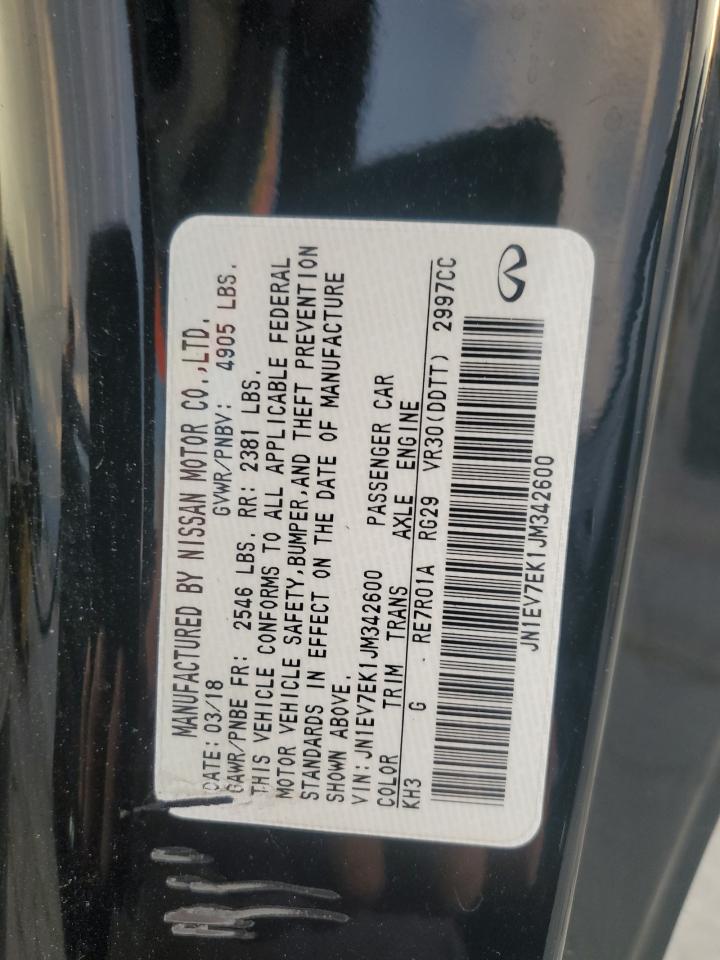 MANUFACTURED BY NISSAN MOTOR CO.,LTD.
DATE:03/18 GVWR/PNBV: 4905 LBS.
GAWR/PNBE FR: 2546 LBS. RR: 2381 LBS.
THIS VEHICLE CONFORMS TO ALL APPLICABLE FEDERAL
MOTOR VEHICLE SAFETY,BUMPER,AND THEFT PREVENTION
STANDARDS IN EFFECT ON THE DATE OF MANUFACTURE
SHOWN ABOVE.
VIN:JN1EV7EK1JM342600 PASSENGER CAR
COLOR TRIM TRANS AXLE ENGINE
KH3 G RE7R01A RG29 VR30(DDTT) 2997CC
JN1EV7EK1JM342600